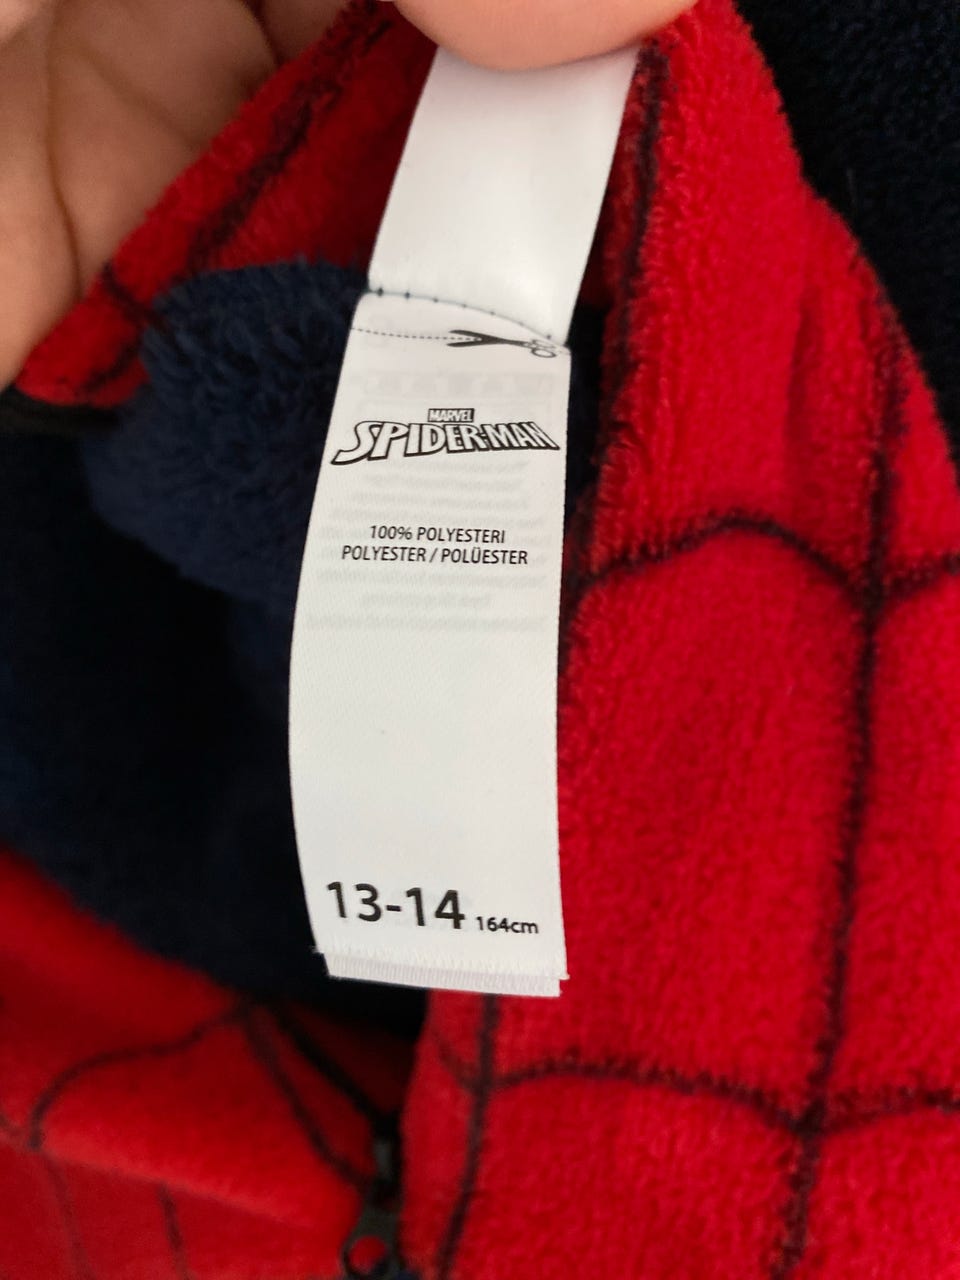 MARVEL
SPIDER-MAN
100% POLYESTERI
POLYESTER / POLÜESTER
13-14 164cm